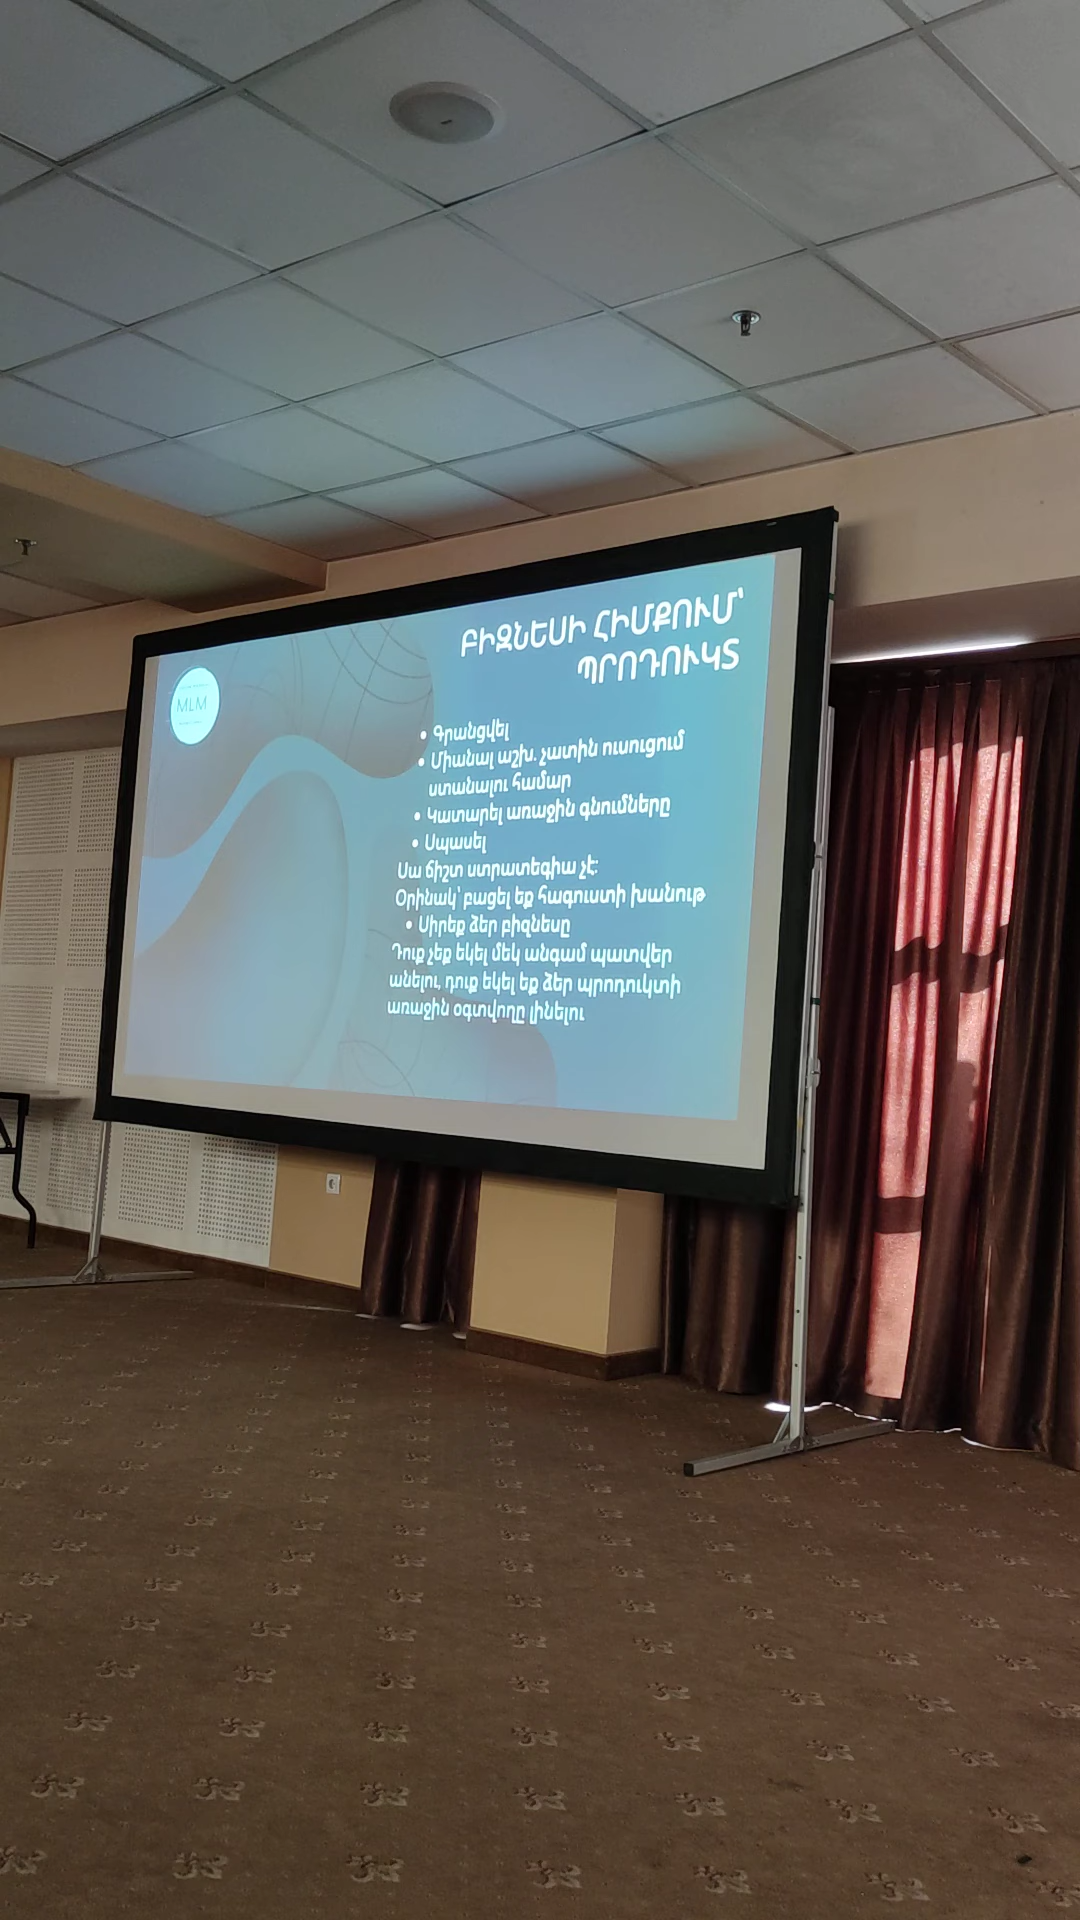 ԲԻԶՆԵՍԻ ՀԻՄՔՈՒՄ՝
ՊՐՈԴՈՒԿՏ
MLM
• Գրանցվել
• Միանալ աշխ. չատին ուսուցում
ստանալու համար
• Կատարել առաջին գնումները
• Սպասել
Սա ճիշտ ստրատեգիա չէ:
Օրինակ՝ բացել եք հագուստի խանութ
• Սիրեք ձեր բիզնեսը
Դուք չեք եկել մեկ անգամ պատվեր
անելու, դուք եկել եք ձեր պրոդուկտի
առաջին օգտվողը լինելու